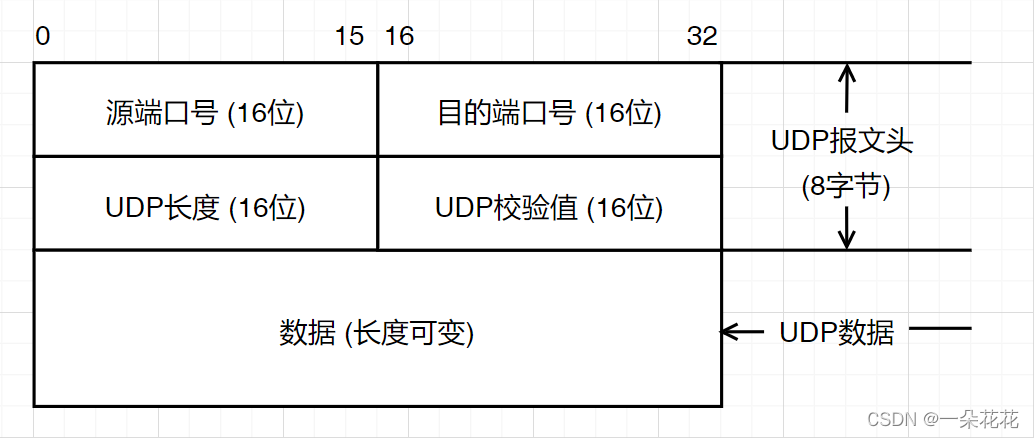 0 15 16 32
源端口号 (16位) 目的端口号 (16位)
UDP报文头
(8字节)
UDP长度 (16位) UDP校验值 (16位)
数据 (长度可变) UDP数据
CSDN @一朵花花